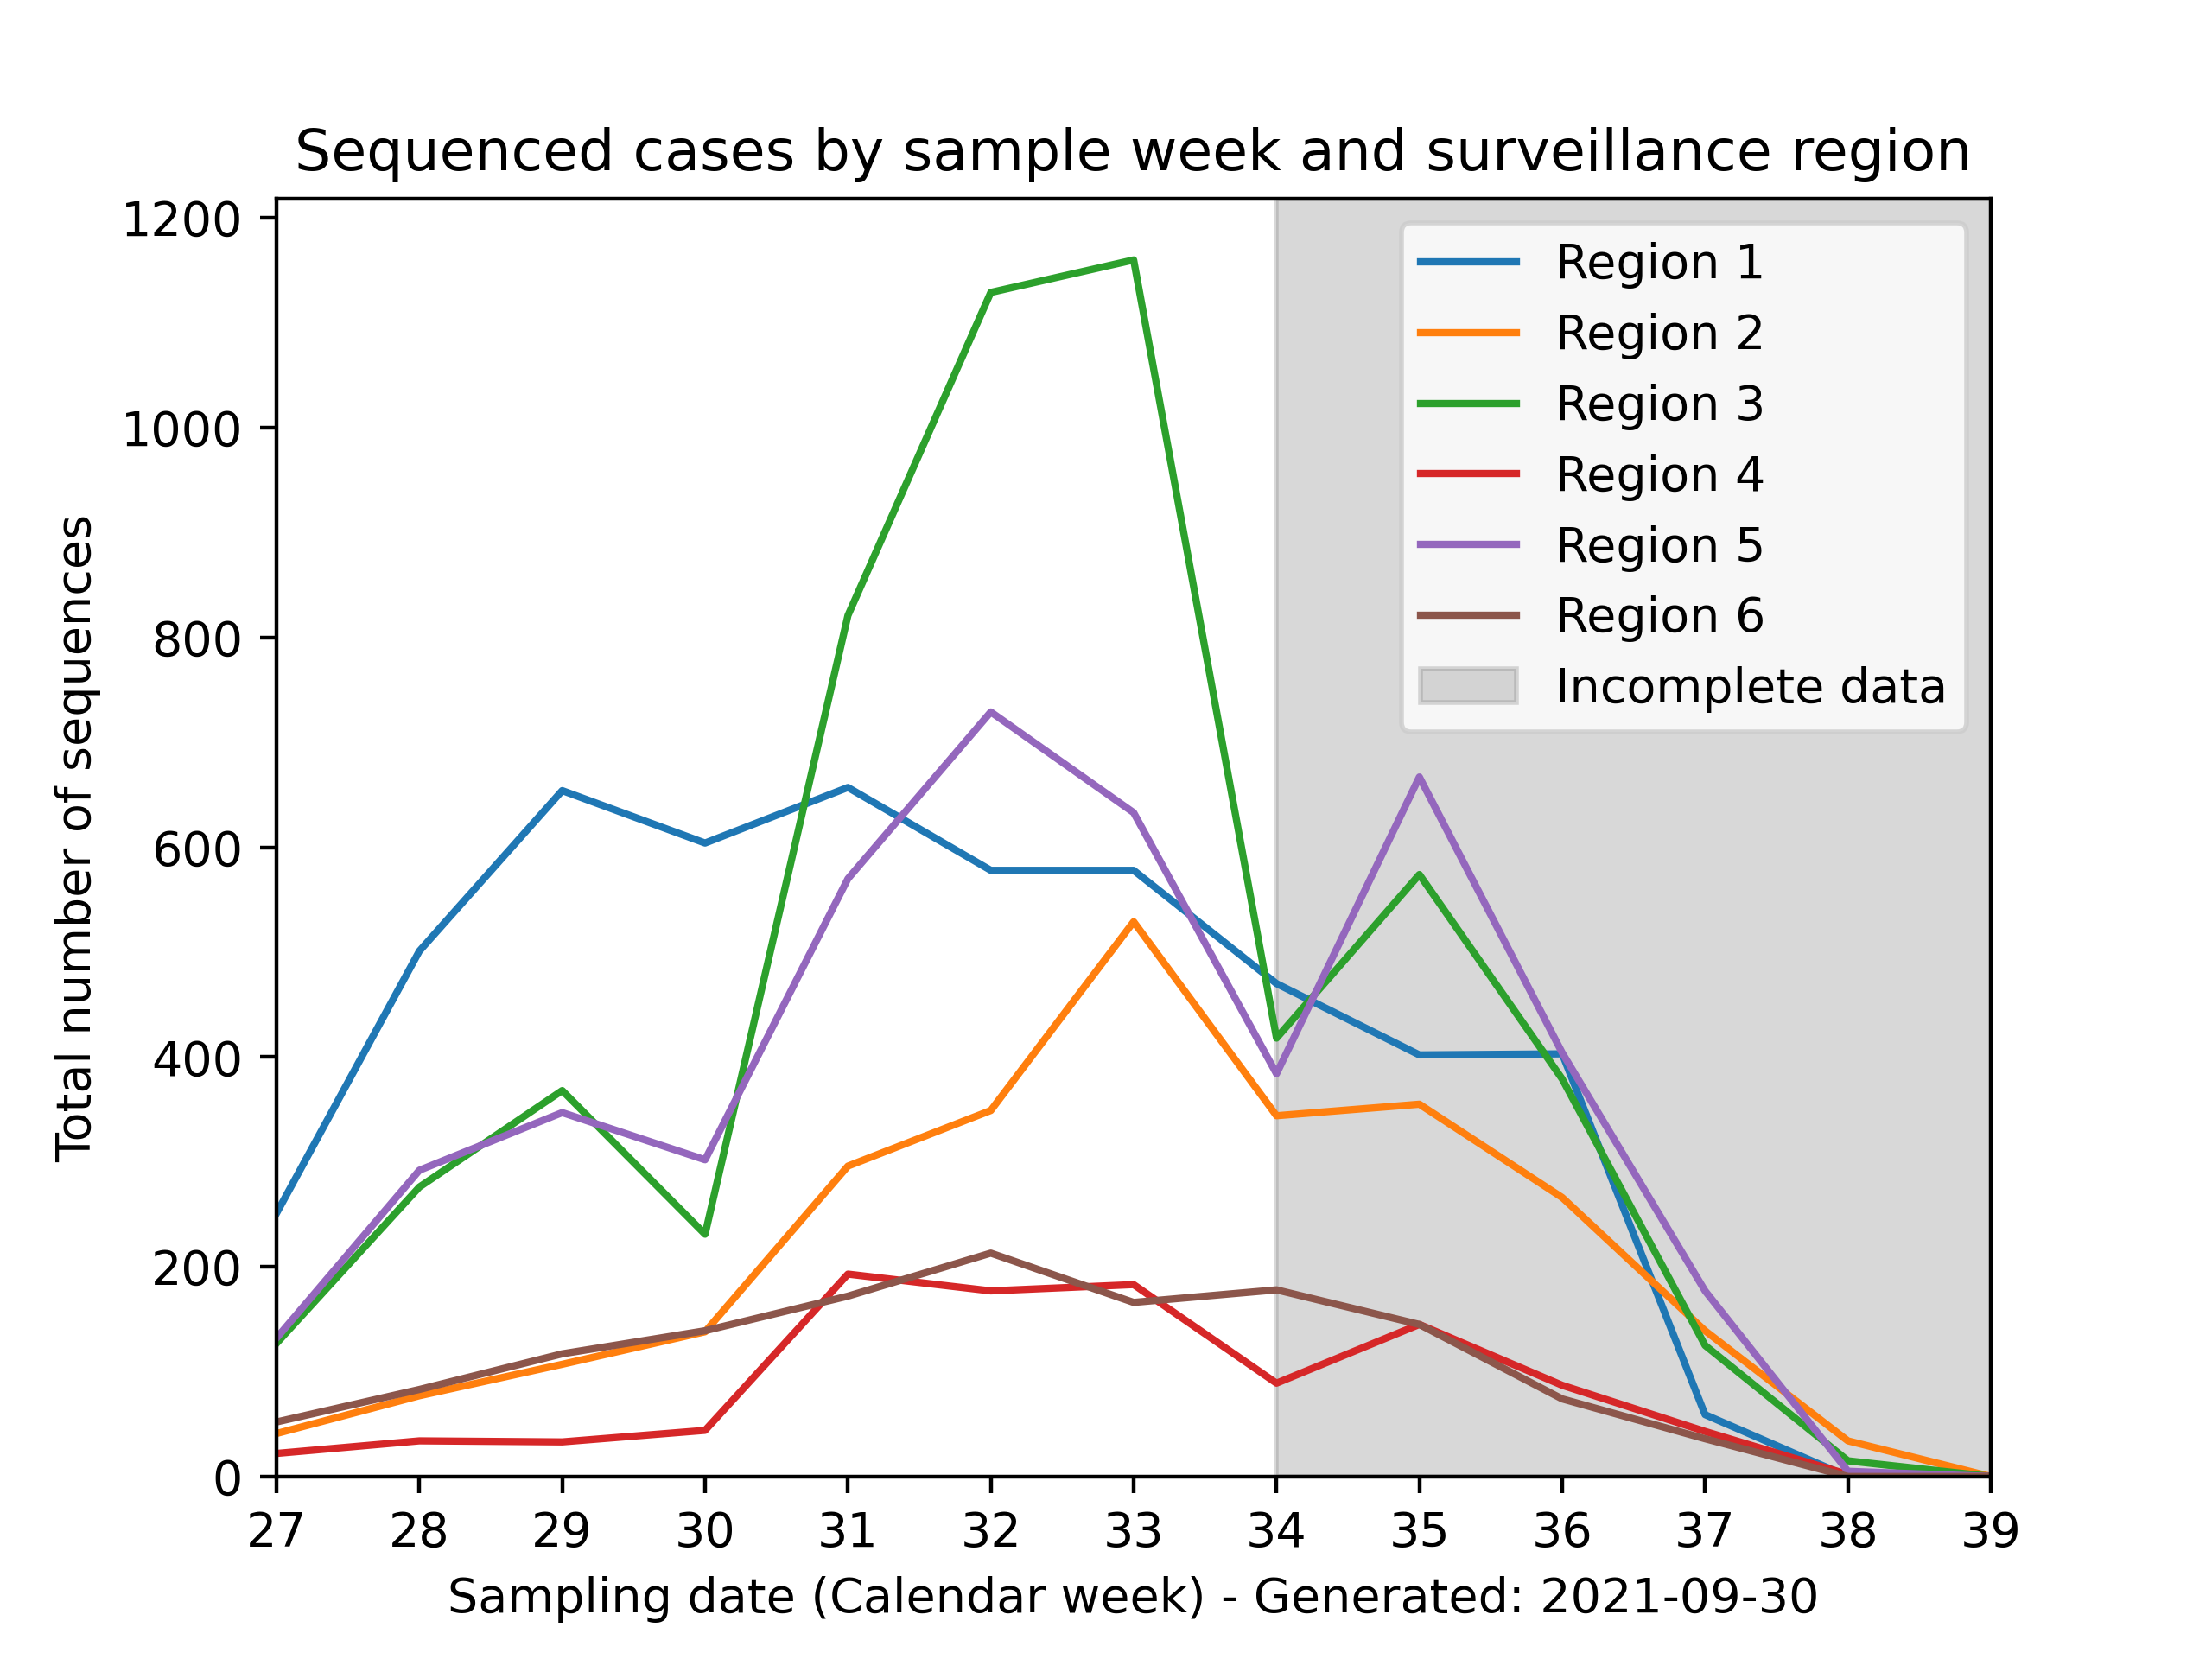 Sequenced cases by sample week and surveillance region
1200
1000
800
600
400
200
0
Total number of sequences
Region 1
Region 2
Region 3
Region 4
Region 5
Region 6
Incomplete data
27 28 29 30 31 32 33 34 35 36 37 38 39
Sampling date (Calendar week) - Generated: 2021-09-30